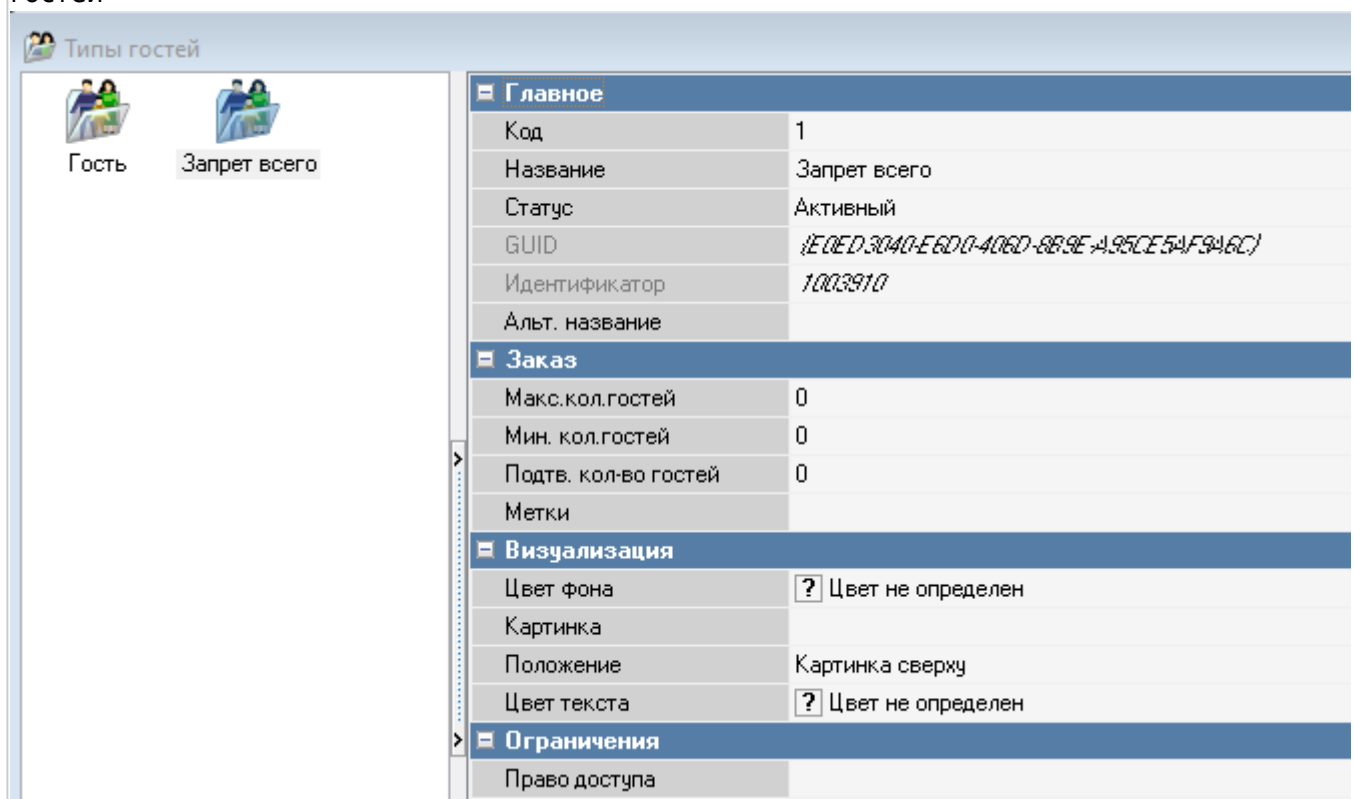 Типы гостей
Гость
Запрет всего
Главное
Код 1
Название Запрет всего
Статус Активный
GUID {E0ED3040-E6D0-406D-8B9E-A95CE5AF9A6C}
Идентификатор 1003910
Альт. название
Заказ
Макс.кол.гостей 0
Мин. кол.гостей 0
Подтв. кол-во гостей 0
Метки
Визуализация
Цвет фона ? Цвет не определен
Картинка
Положение Картинка сверху
Цвет текста ? Цвет не определен
Ограничения
Право доступа